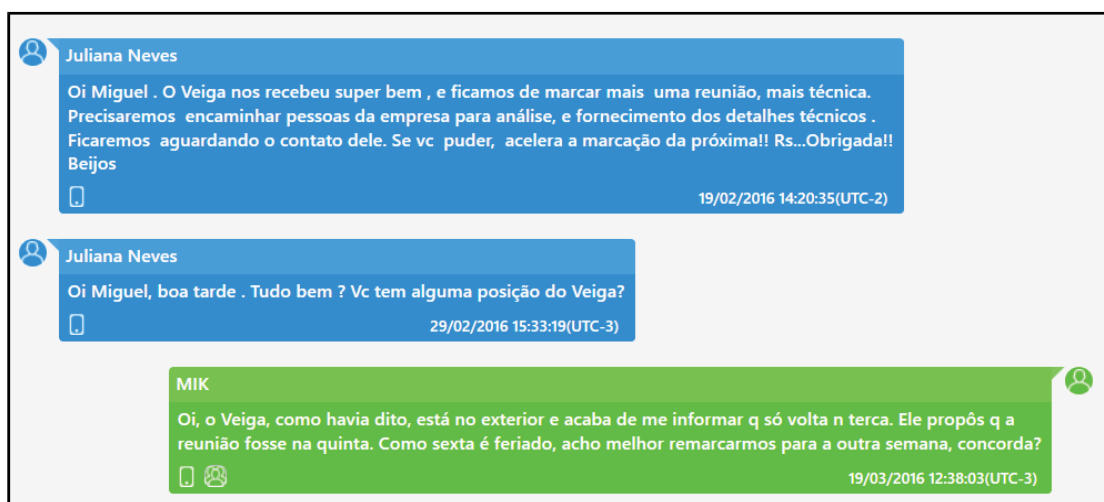 Juliana Neves
Oi Miguel . O Veiga nos recebeu super bem , e ficamos de marcar mais uma reunião, mais técnica.
Precisaremos encaminhar pessoas da empresa para análise, e fornecimento dos detalhes técnicos .
Ficaremos aguardando o contato dele. Se vc puder, acelera a marcação da próxima!! Rs...Obrigada!!
Beijos
19/02/2016 14:20:35(UTC-2)
Juliana Neves
Oi Miguel, boa tarde . Tudo bem ? Vc tem alguma posição do Veiga?
29/02/2016 15:33:19(UTC-3)
MIK
Oi, o Veiga, como havia dito, está no exterior e acaba de me informar q só volta n terca. Ele propôs q a
reunião fosse na quinta. Como sexta é feriado, acho melhor remarcarmos para a outra semana, concorda?
19/03/2016 12:38:03(UTC-3)